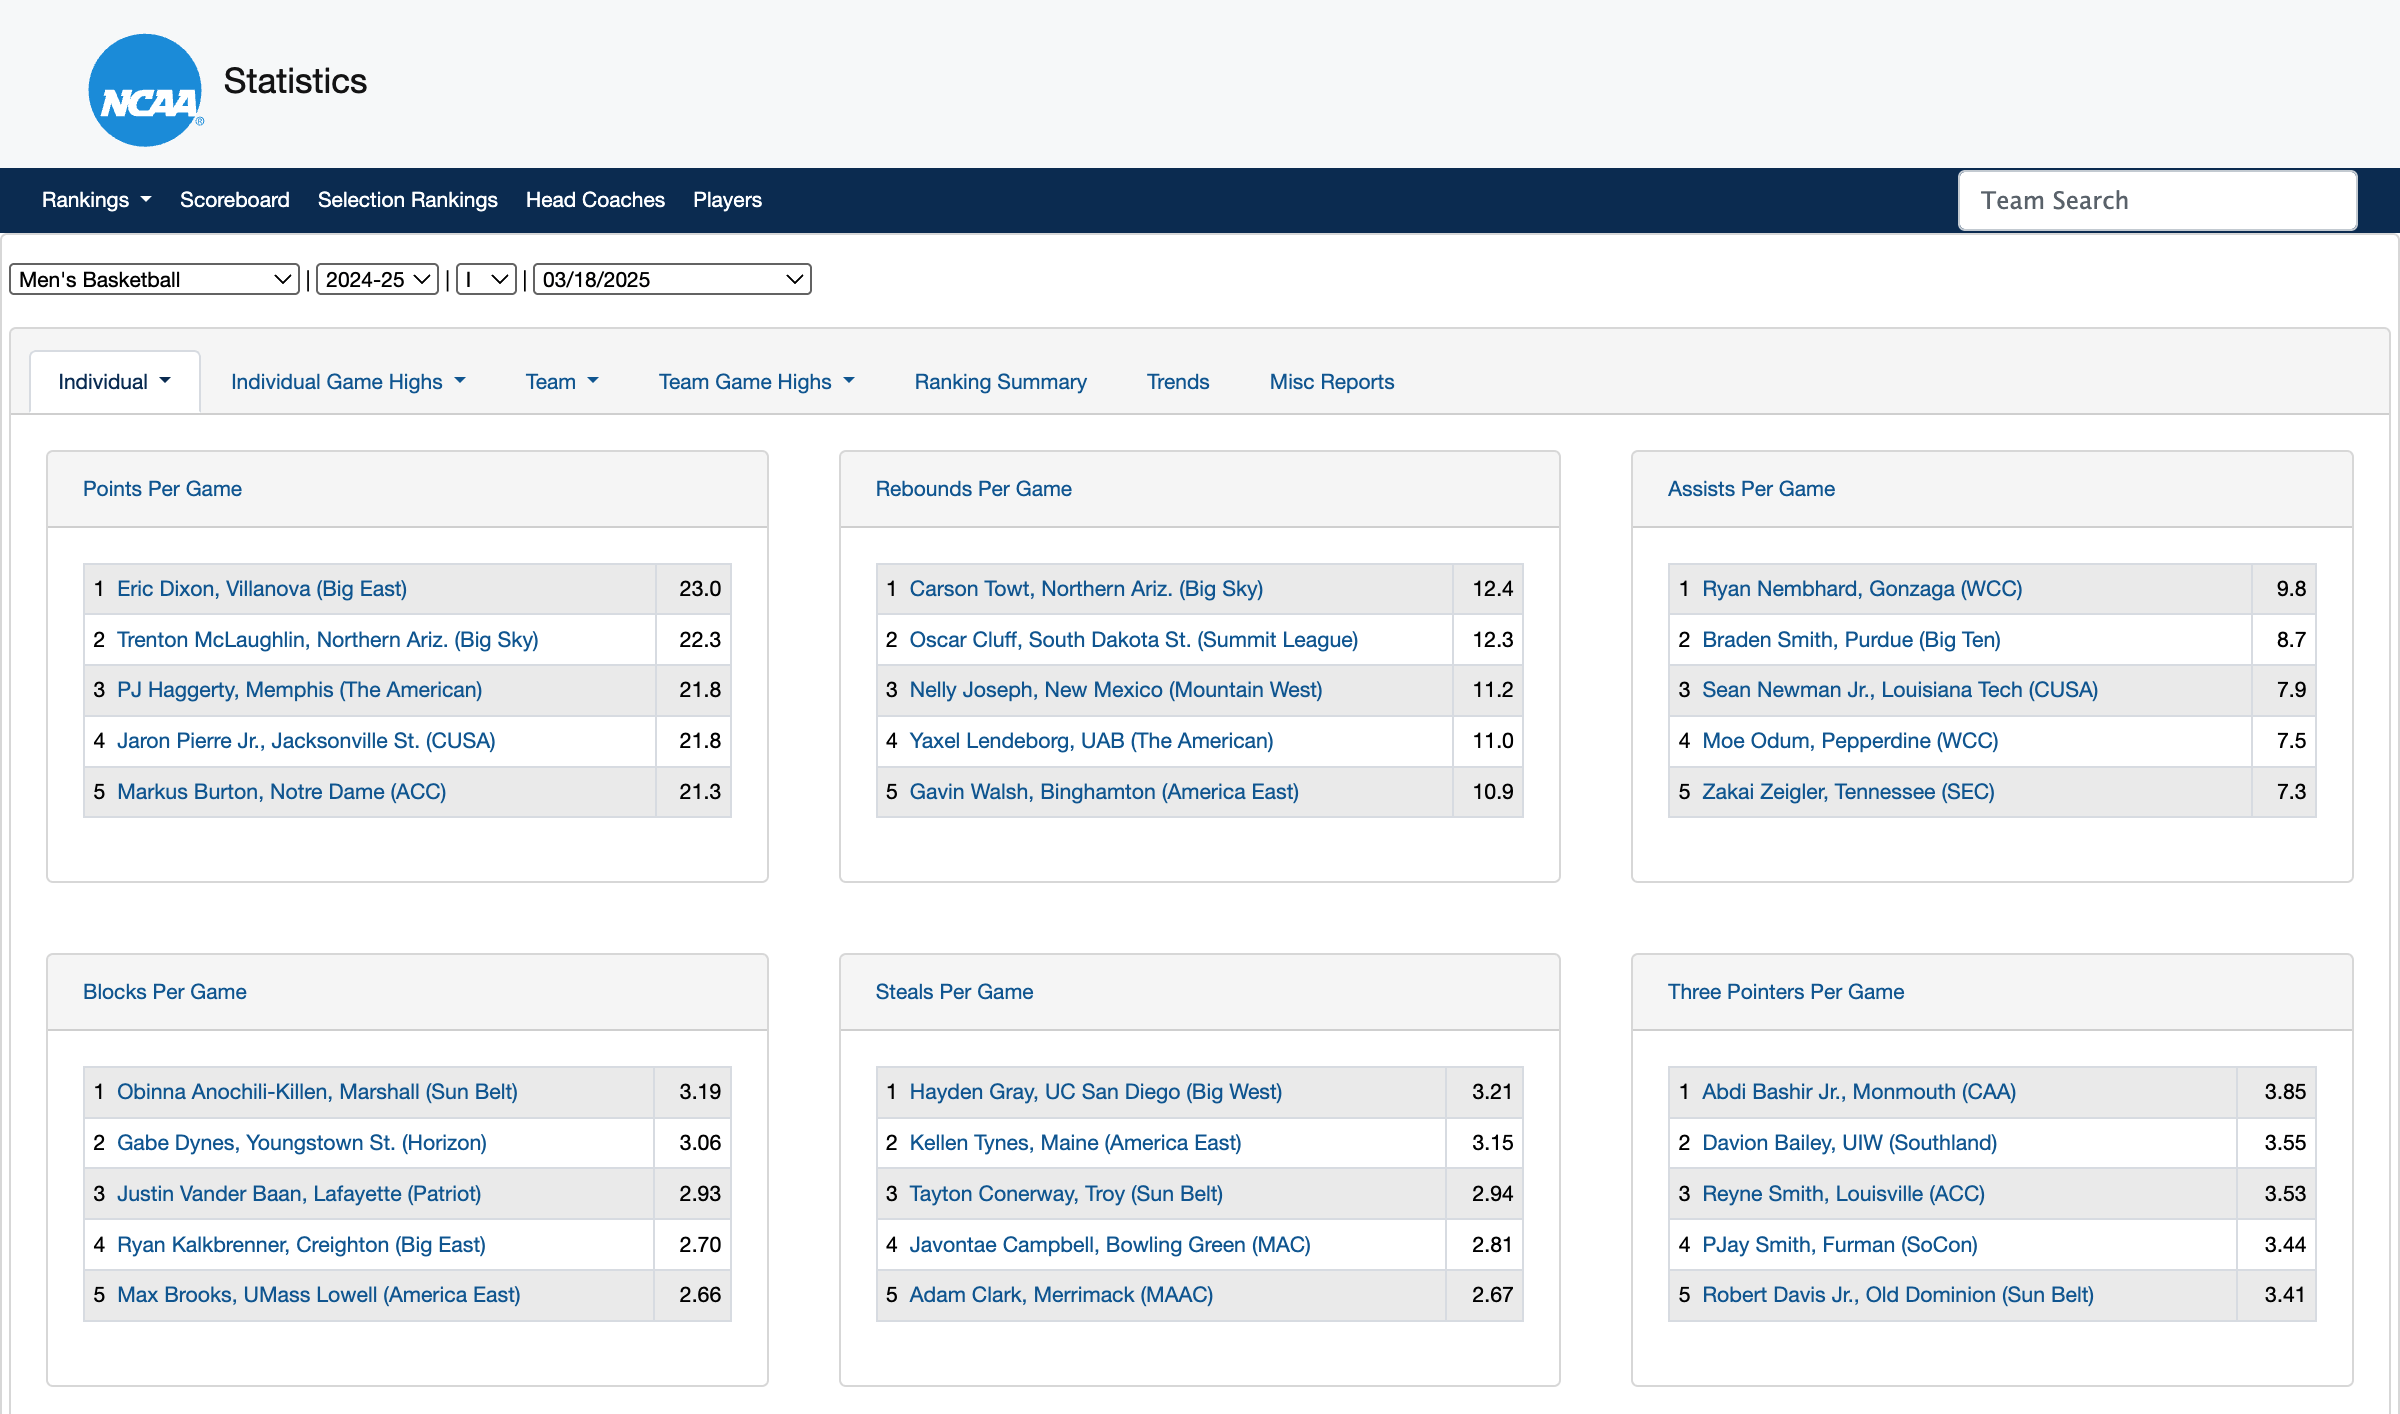 NCAA®
Statistics
Rankings Scoreboard Selection Rankings Head Coaches Players Team Search
Men's Basketball | 2024-25 | I | 03/18/2025
Individual Individual Game Highs Team Team Game Highs Ranking Summary Trends Misc Reports
Points Per Game
1 Eric Dixon, Villanova (Big East) 23.0
2 Trenton McLaughlin, Northern Ariz. (Big Sky) 22.3
3 PJ Haggerty, Memphis (The American) 21.8
4 Jaron Pierre Jr., Jacksonville St. (CUSA) 21.8
5 Markus Burton, Notre Dame (ACC) 21.3
Rebounds Per Game
1 Carson Towt, Northern Ariz. (Big Sky) 12.4
2 Oscar Cluff, South Dakota St. (Summit League) 12.3
3 Nelly Joseph, New Mexico (Mountain West) 11.2
4 Yaxel Lendeborg, UAB (The American) 11.0
5 Gavin Walsh, Binghamton (America East) 10.9
Assists Per Game
1 Ryan Nembhard, Gonzaga (WCC) 9.8
2 Braden Smith, Purdue (Big Ten) 8.7
3 Sean Newman Jr., Louisiana Tech (CUSA) 7.9
4 Moe Odum, Pepperdine (WCC) 7.5
5 Zakai Zeigler, Tennessee (SEC) 7.3
Blocks Per Game
1 Obinna Anochili-Killen, Marshall (Sun Belt) 3.19
2 Gabe Dynes, Youngstown St. (Horizon) 3.06
3 Justin Vander Baan, Lafayette (Patriot) 2.93
4 Ryan Kalkbrenner, Creighton (Big East) 2.70
5 Max Brooks, UMass Lowell (America East) 2.66
Steals Per Game
1 Hayden Gray, UC San Diego (Big West) 3.21
2 Kellen Tynes, Maine (America East) 3.15
3 Tayton Conerway, Troy (Sun Belt) 2.94
4 Javontae Campbell, Bowling Green (MAC) 2.81
5 Adam Clark, Merrimack (MAAC) 2.67
Three Pointers Per Game
1 Abdi Bashir Jr., Monmouth (CAA) 3.85
2 Davion Bailey, UIW (Southland) 3.55
3 Reyne Smith, Louisville (ACC) 3.53
4 PJay Smith, Furman (SoCon) 3.44
5 Robert Davis Jr., Old Dominion (Sun Belt) 3.41